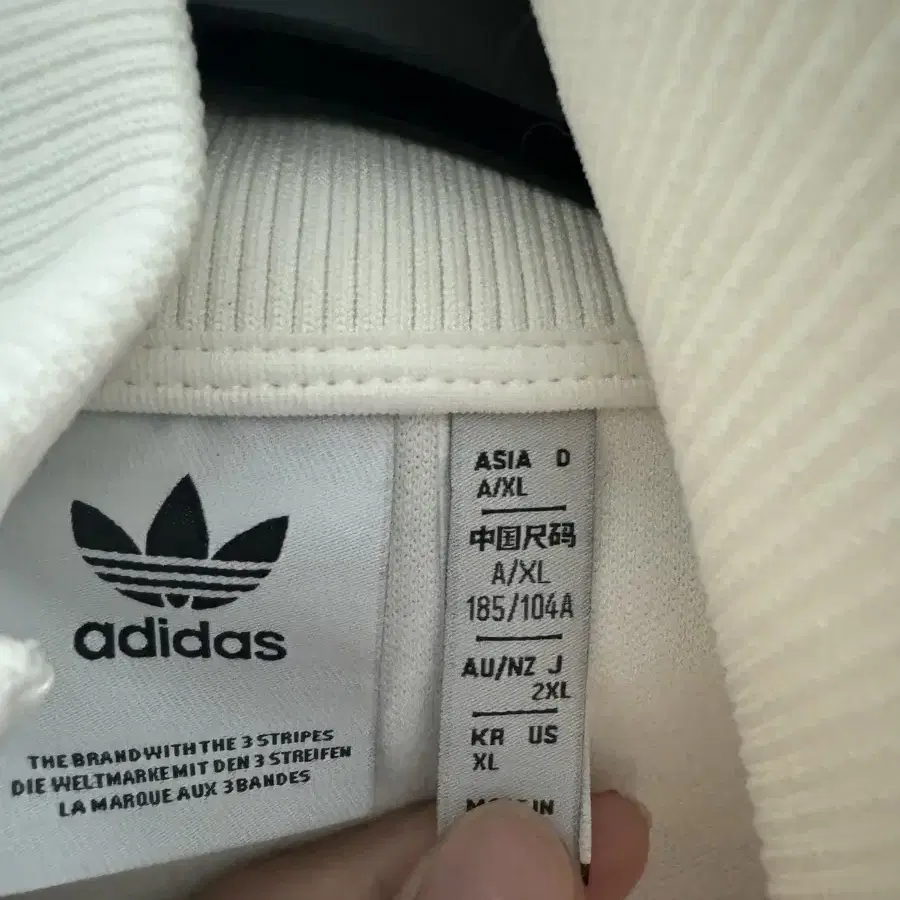 adidas
THE BRAND WITH THE 3 STRIPES
DIE WELTMARKE MIT DEN 3 STREIFEN
LA MARQUE AUX 3 BANDES
ASIA D
A/XL
中国尺码
A/XL
185/104A
AU/NZ J
2XL
KR US
XL
IN